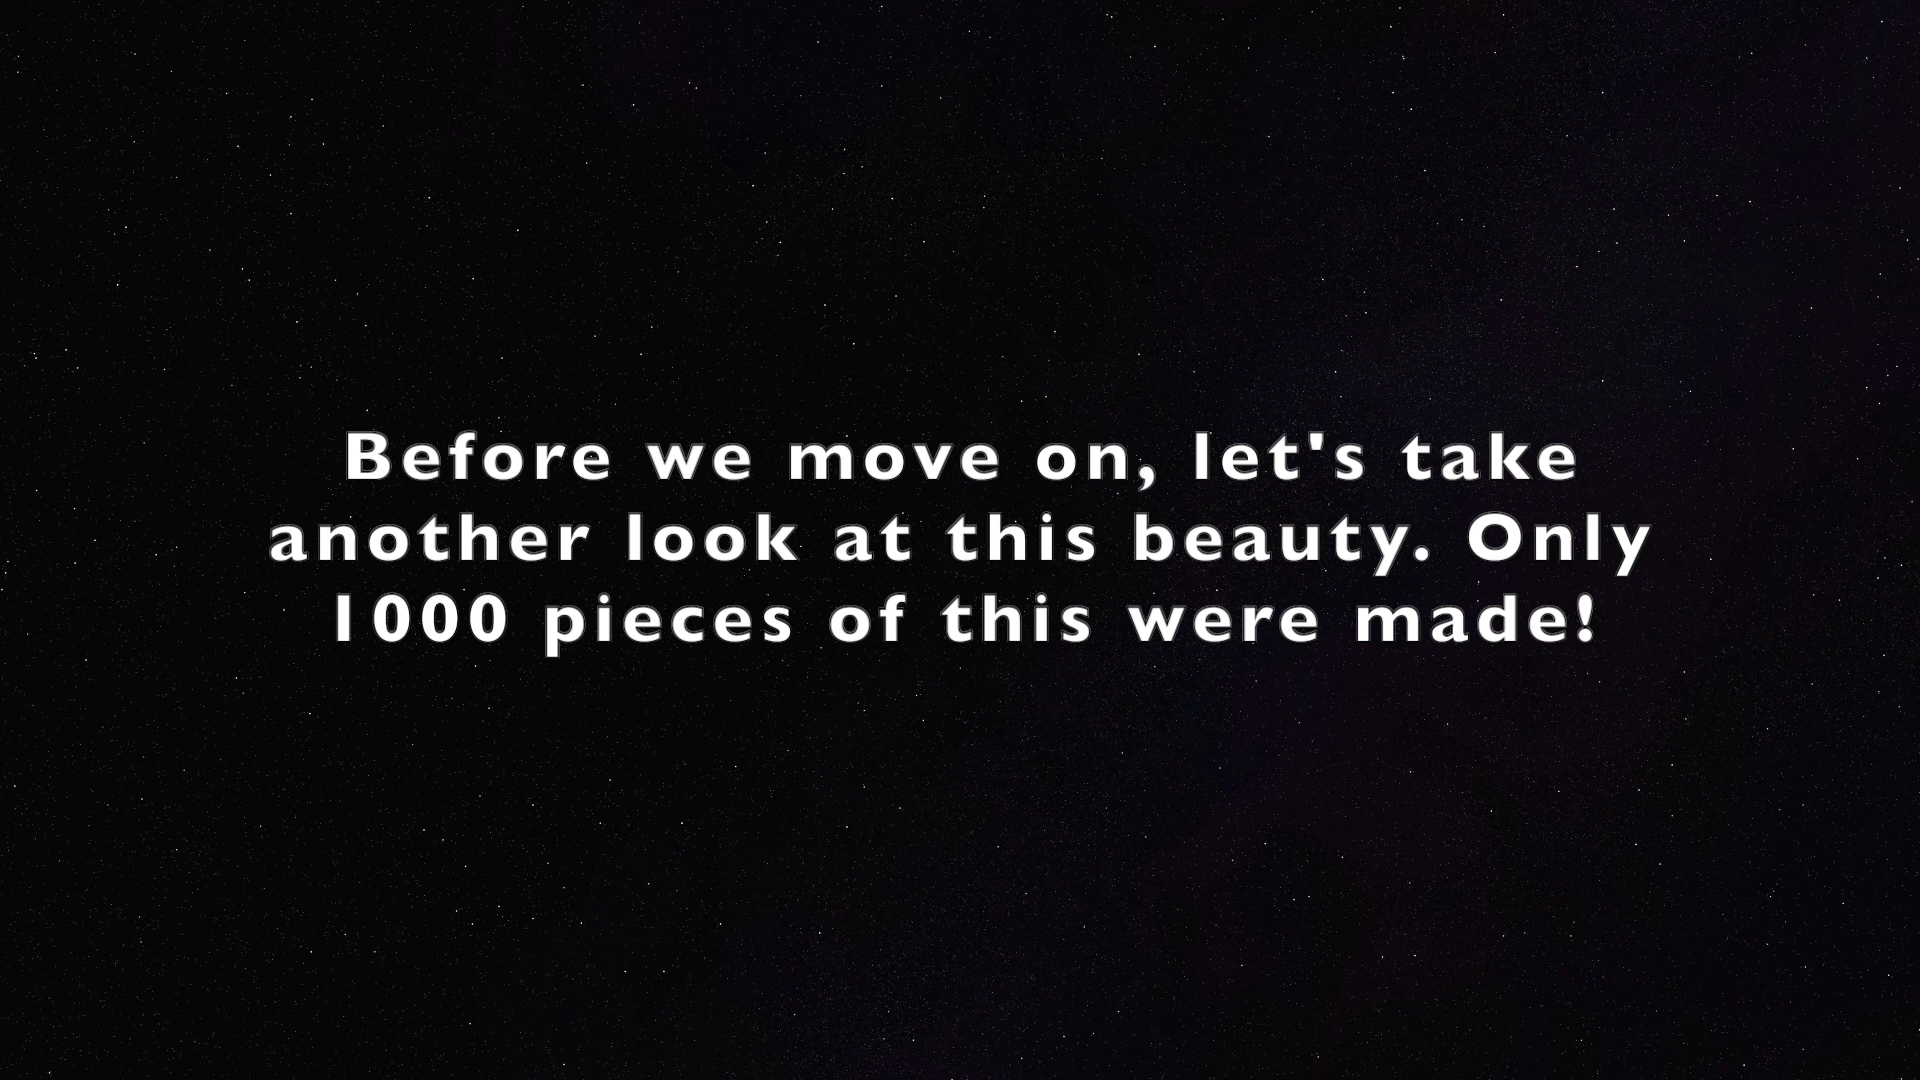 Before we move on, let's take
another look at this beauty. Only
1000 pieces of this were made!